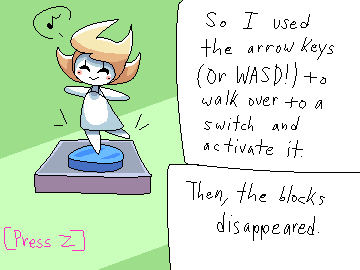 So I used
the arrow keys
(Or WASD!) to
walk over to a
switch and
activate it.
Then, the blocks
disappeared.
[Press Z]